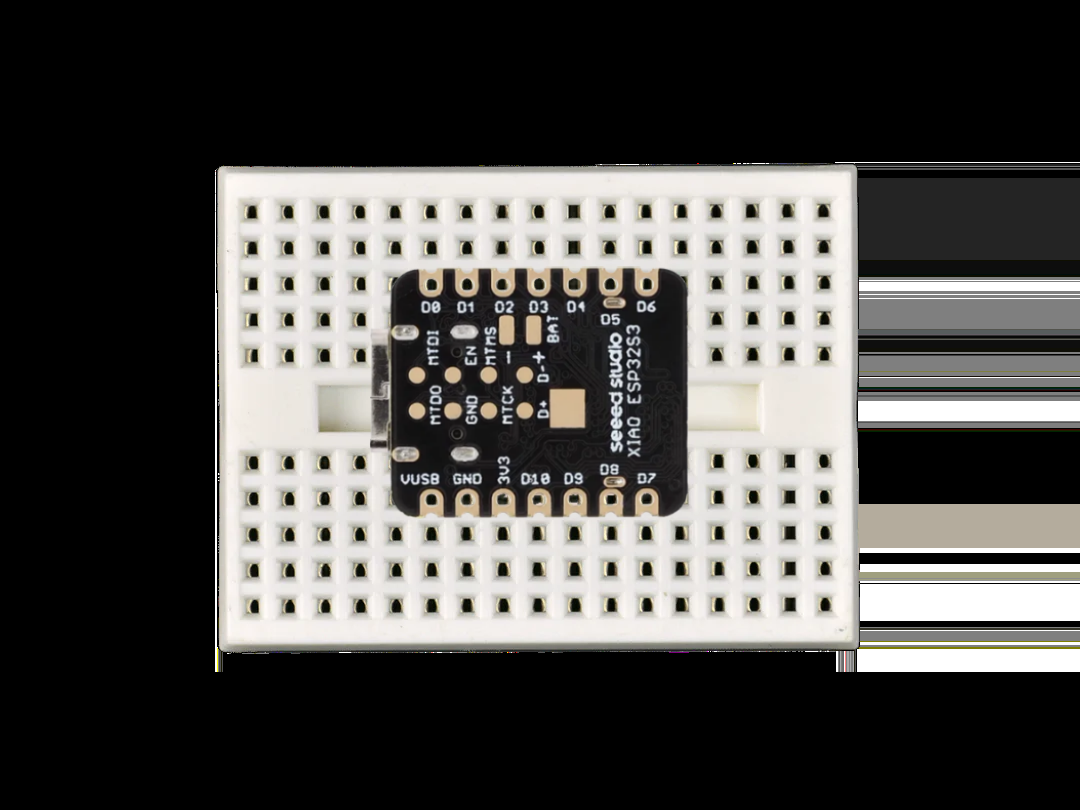 D0 D1 D2 D3 D4 D5 D6
MTDI
EN
MTMS
-
BAT
+
D-
MTDO
GND
MTCK
D+
seeed studio
XIAO ESP32S3
3V3
D8
VUSB GND D10 D9 D7